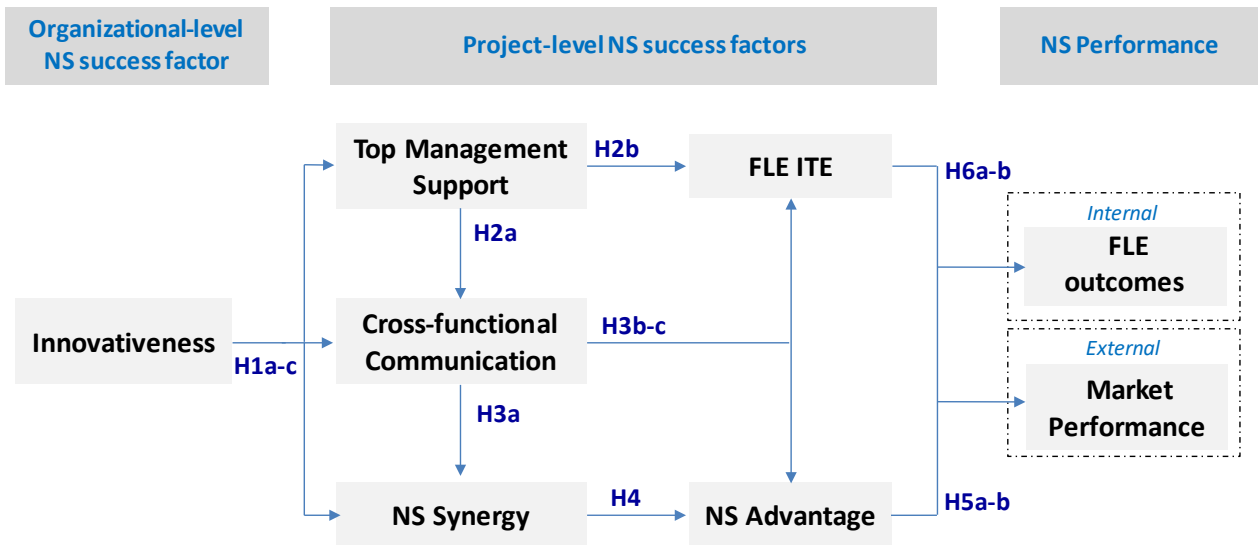 Organizational-level
NS success factor
Project-level NS success factors
NS Performance
Top Management
Support
H2b
FLE ITE
H6a-b
Internal
FLE
outcomes
H2a
Innovativeness
H1a-c
Cross-functional
Communication
H3b-c
External
Market
Performance
H3a
NS Synergy
H4
NS Advantage
H5a-b